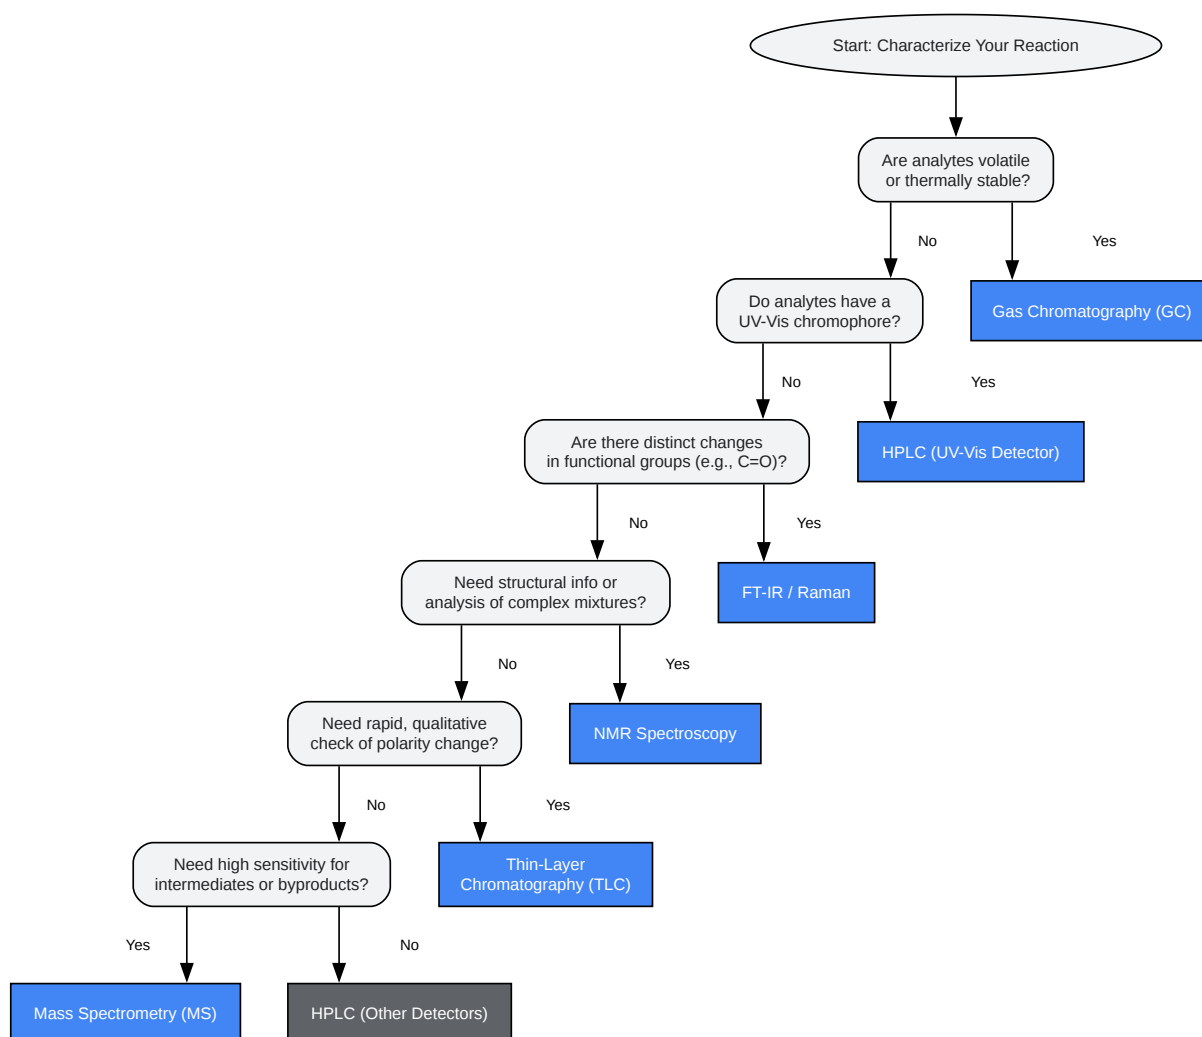 Start: Characterize Your Reaction
Are analytes volatile
or thermally stable?
No
Yes
Do analytes have a
UV-Vis chromophore?
Gas Chromatography (GC)
No
Yes
Are there distinct changes
in functional groups (e.g., C=O)?
HPLC (UV-Vis Detector)
No
Yes
Need structural info or
analysis of complex mixtures?
FT-IR / Raman
No
Yes
Need rapid, qualitative
check of polarity change?
NMR Spectroscopy
No
Yes
Need high sensitivity for
intermediates or byproducts?
Thin-Layer
Chromatography (TLC)
Yes
No
Mass Spectrometry (MS)
HPLC (Other Detectors)